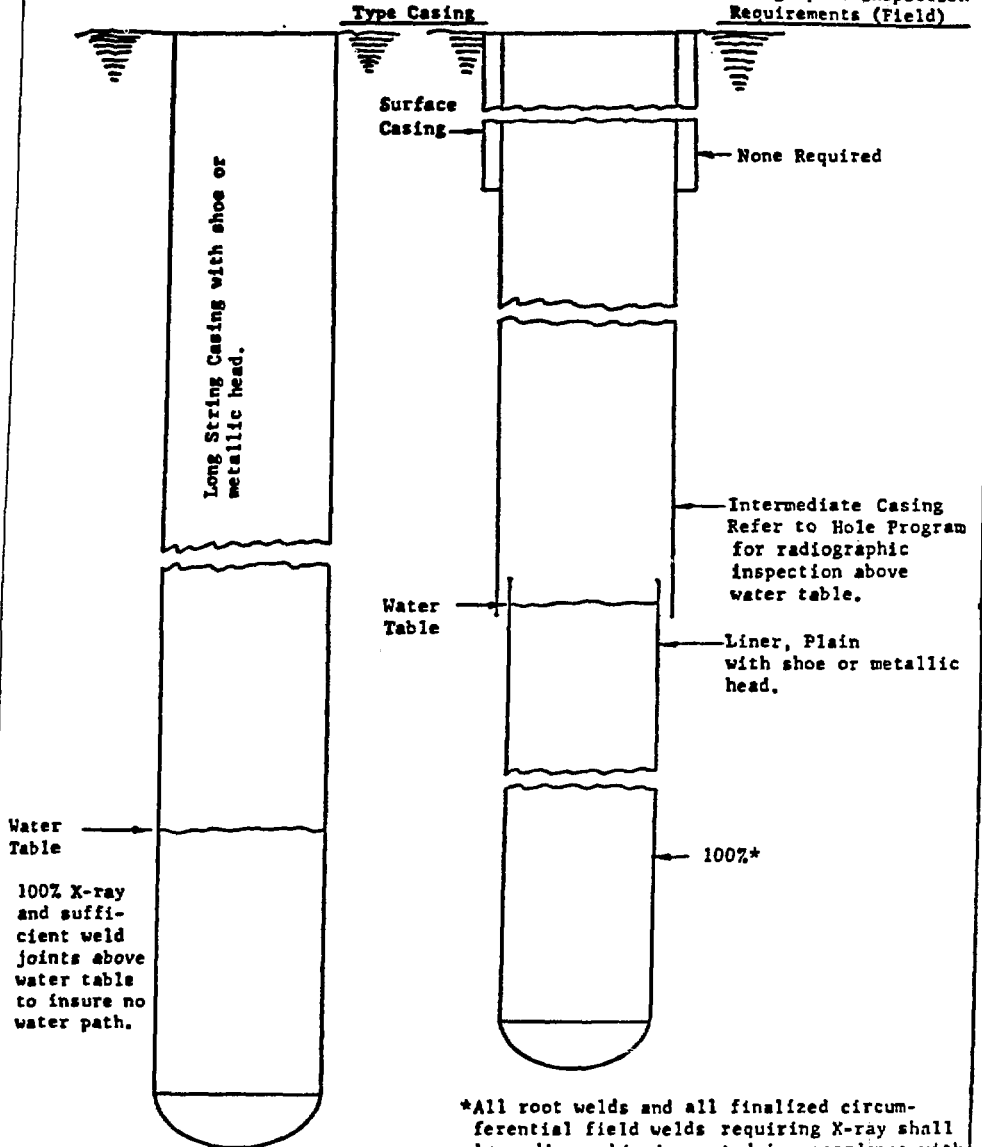 Type Casing
Inspection
Requirements (Field)
Surface
Casing
None Required
Long String Casing with shoe or
metallic head.
Intermediate Casing
Refer to Hole Program
for radiographic
inspection above
water table.
Water
Table
Liner, Plain
with shoe or metallic
head.
Water
Table
100%*
100% X-ray
and suffi-
cient weld
joints above
water table
to insure no
water path.
*All root welds and all finalized circum-
ferential field welds requiring X-ray shall